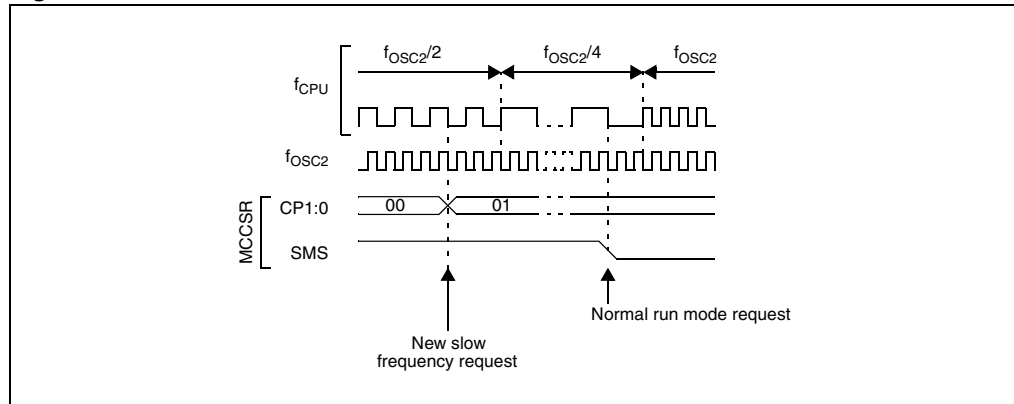 fOSC2/2 fOSC2/4 fOSC2
fCPU
fOSC2
MCCSR
CP1:0 00 01
SMS
Normal run mode request
New slow
frequency request